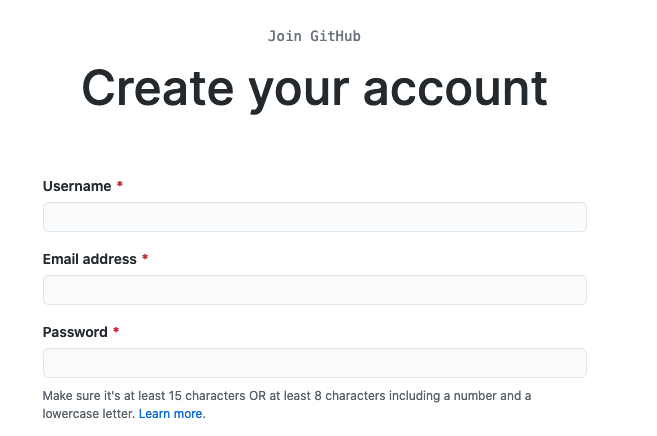 Join GitHub
Create your account
Username *
Email address *
Password *
Make sure it's at least 15 characters OR at least 8 characters including a number and a
lowercase letter. Learn more.